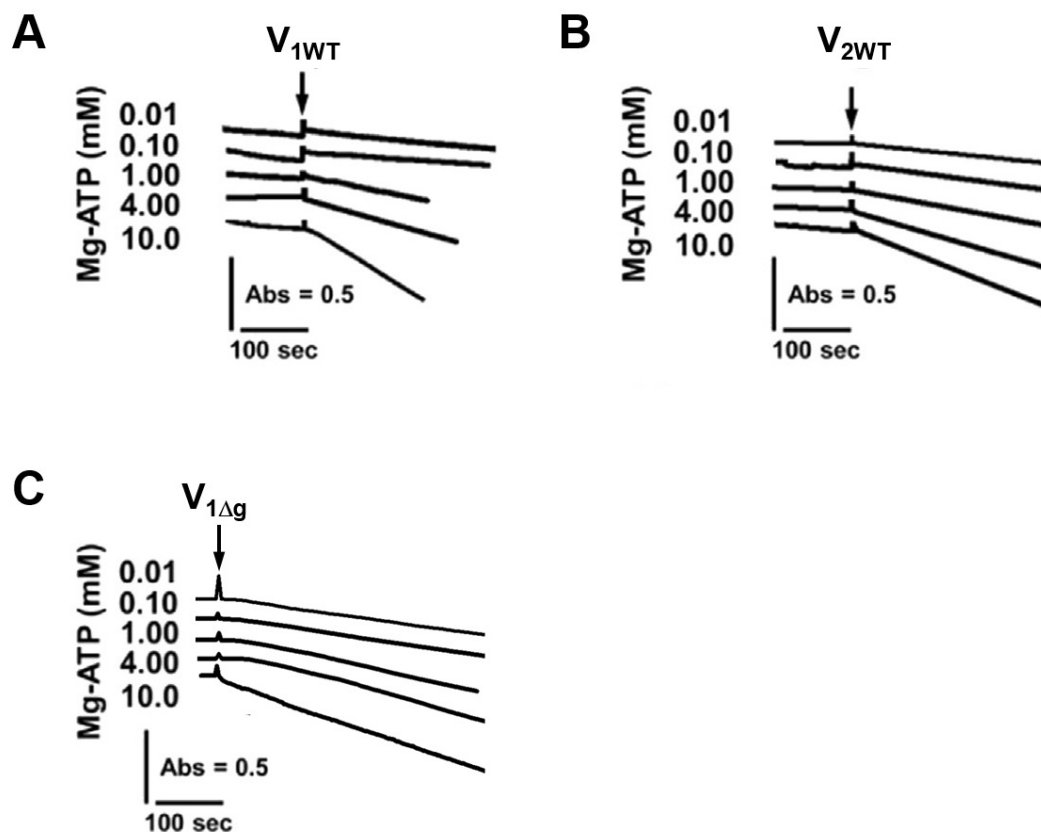 A
V1WT
Mg-ATP (mM)
0.01
0.10
1.00
4.00
10.0
Abs = 0.5
100 sec
B
V2WT
Mg-ATP (mM)
0.01
0.10
1.00
4.00
10.0
Abs = 0.5
100 sec
C
V1Δg
Mg-ATP (mM)
0.01
0.10
1.00
4.00
10.0
Abs = 0.5
100 sec